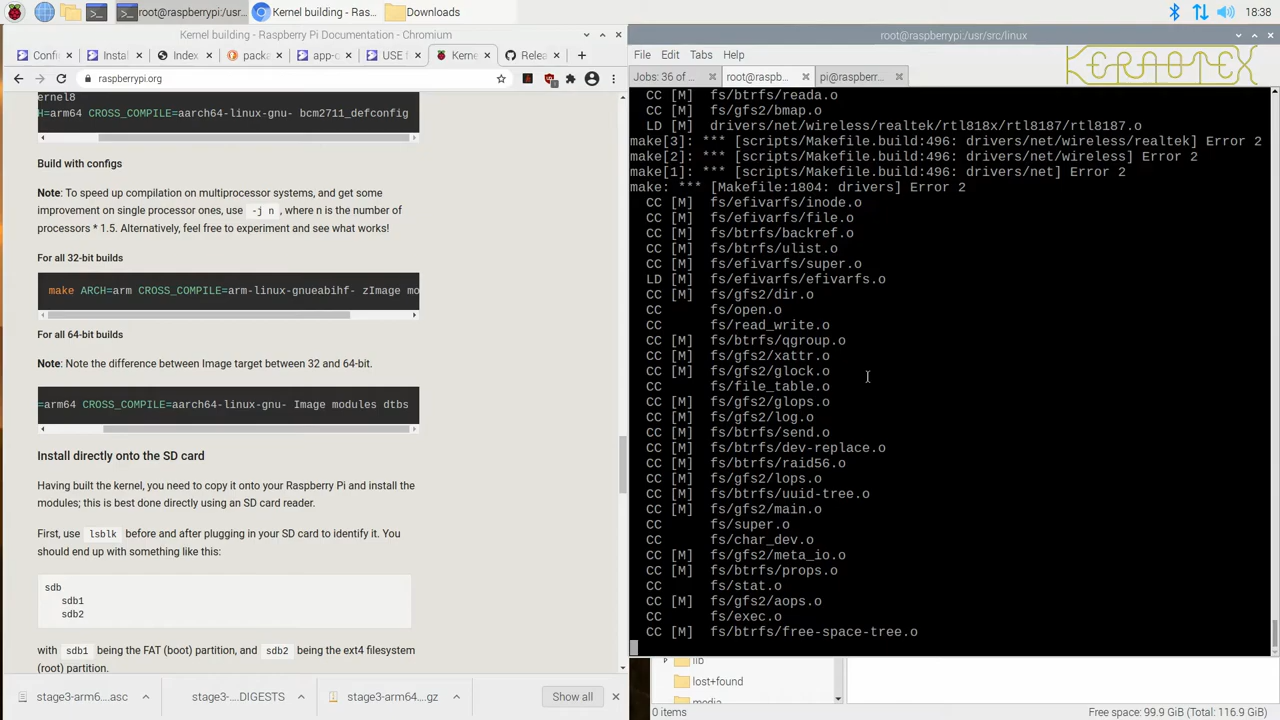 root@raspberrypi:/usr...
Kernel building - Ras...
Downloads
18:38
Kernel building - Raspberry Pi Documentation - Chromium
Confi
Instal
Index
packa
app-c
USE f
Kerne
Relea
raspberrypi.org
ernel8
H=arm64 CROSS_COMPILE=aarch64-linux-gnu- bcm2711_defconfig
Build with configs
Note: To speed up compilation on multiprocessor systems, and get some
improvement on single processor ones, use -j n , where n is the number of
processors * 1.5. Alternatively, feel free to experiment and see what works!
For all 32-bit builds
make ARCH=arm CROSS_COMPILE=arm-linux-gnueabihf- zImage mo
For all 64-bit builds
Note: Note the difference between Image target between 32 and 64-bit.
=arm64 CROSS_COMPILE=aarch64-linux-gnu- Image modules dtbs
Install directly onto the SD card
Having built the kernel, you need to copy it onto your Raspberry Pi and install the
modules; this is best done directly using an SD card reader.
First, use lsblk before and after plugging in your SD card to identify it. You
should end up with something like this:
sdb
sdb1
sdb2
with sdb1 being the FAT (boot) partition, and sdb2 being the ext4 filesystem
(root) partition.
stage3-arm6....asc
stage3-....DIGESTS
stage3-arm64....gz
Show all
root@raspberrypi:/usr/src/linux
File Edit Tabs Help
KEROTEX
Jobs: 36 of ...
root@raspb...
pi@raspberr...
CC [M] fs/btrfs/reada.o
CC [M] fs/gfs2/bmap.o
LD [M] drivers/net/wireless/realtek/rtl818x/rtl8187/rtl8187.o
make[3]: *** [scripts/Makefile.build:496: drivers/net/wireless/realtek] Error 2
make[2]: *** [scripts/Makefile.build:496: drivers/net/wireless] Error 2
make[1]: *** [scripts/Makefile.build:496: drivers/net] Error 2
make: *** [Makefile:1804: drivers] Error 2
CC [M] fs/efivarfs/inode.o
CC [M] fs/efivarfs/file.o
CC [M] fs/btrfs/backref.o
CC [M] fs/btrfs/ulist.o
CC [M] fs/efivarfs/super.o
LD [M] fs/efivarfs/efivarfs.o
CC [M] fs/gfs2/dir.o
CC fs/open.o
CC fs/read_write.o
CC [M] fs/btrfs/qgroup.o
CC [M] fs/gfs2/xattr.o
CC [M] fs/gfs2/glock.o
CC fs/file_table.o
CC [M] fs/gfs2/glops.o
CC [M] fs/gfs2/log.o
CC [M] fs/btrfs/send.o
CC [M] fs/btrfs/dev-replace.o
CC [M] fs/btrfs/raid56.o
CC [M] fs/gfs2/lops.o
CC [M] fs/btrfs/uuid-tree.o
CC [M] fs/gfs2/main.o
CC fs/super.o
CC fs/char_dev.o
CC [M] fs/gfs2/meta_io.o
CC [M] fs/btrfs/props.o
CC fs/stat.o
CC [M] fs/gfs2/aops.o
CC fs/exec.o
CC [M] fs/btrfs/free-space-tree.o
lib
lost+found
media
0 items
Free space: 99.9 GiB (Total: 116.9 GiB)